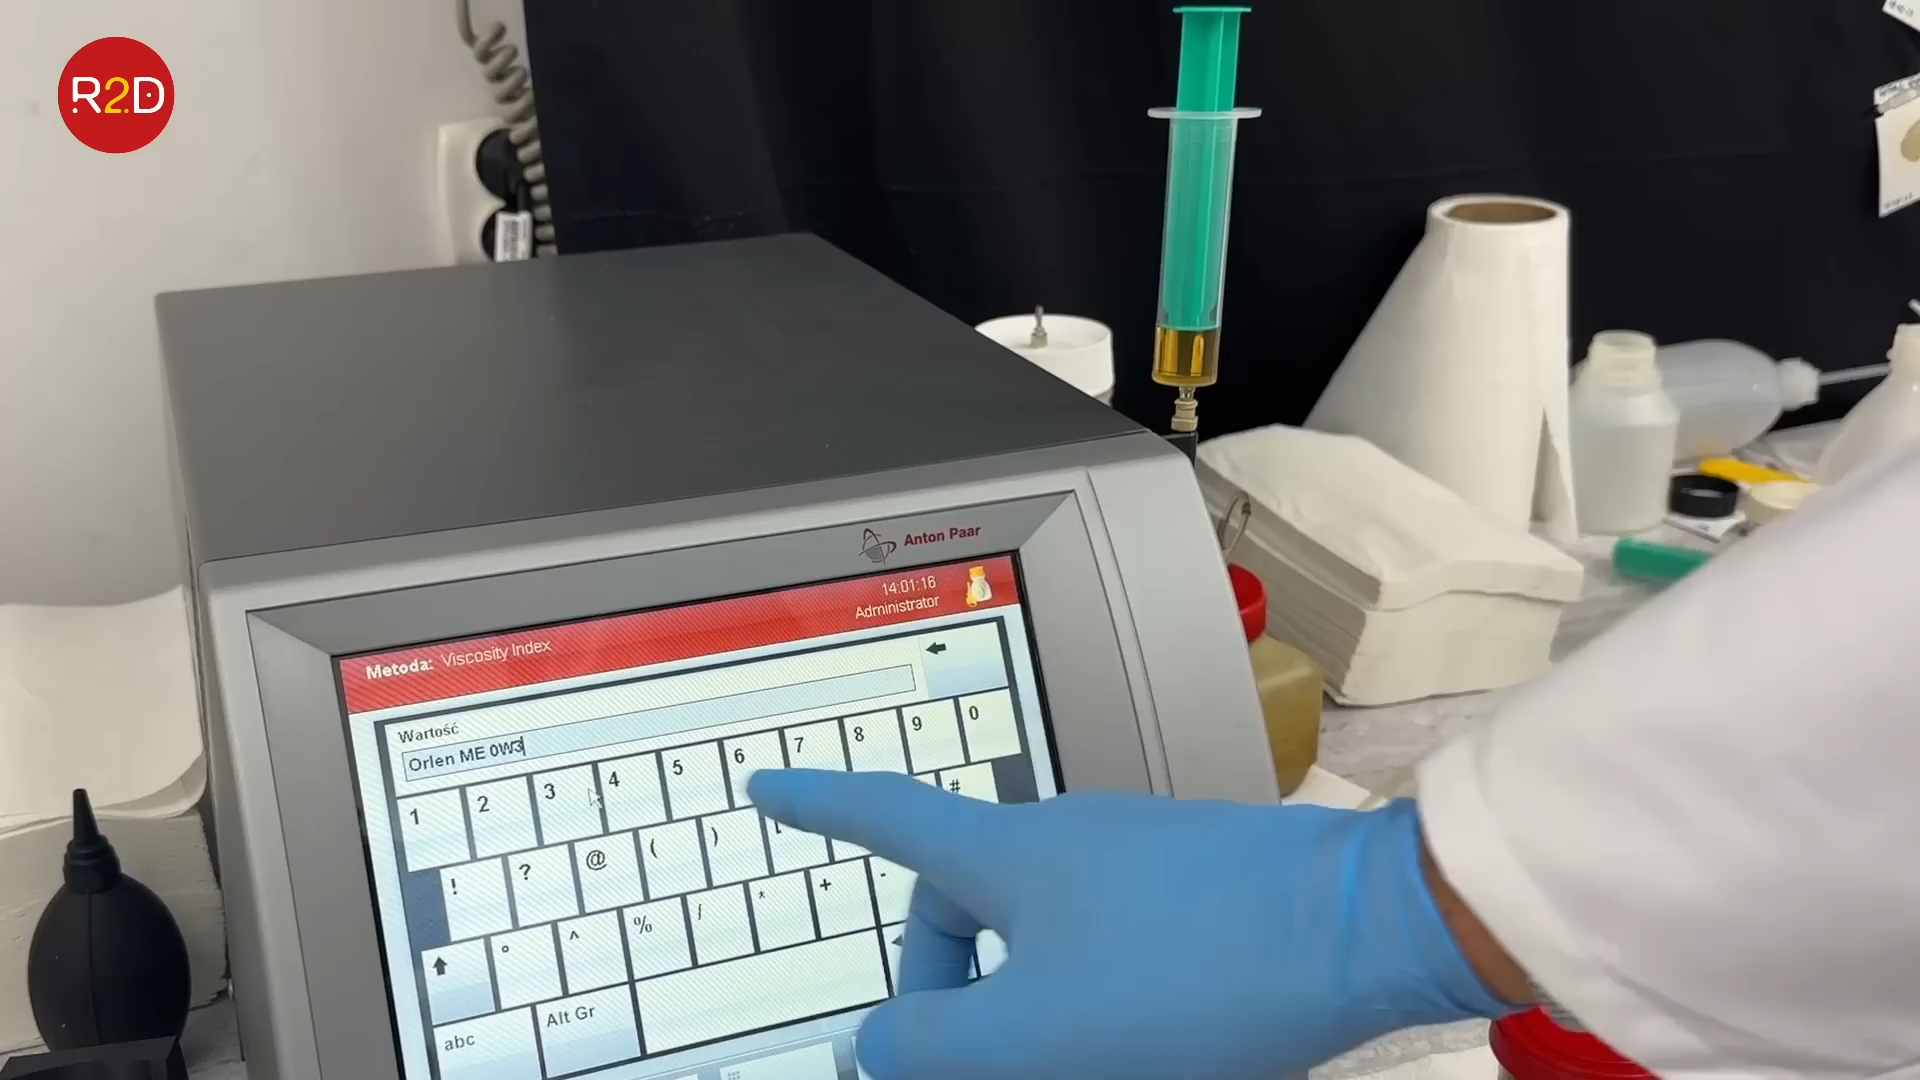 R2D
Anton Paar
14:01:16
Administrator
Metoda: Viscosity Index
Wartość
Orlen ME 0W3
1 2 3 4 5 6 7 8 9 0
! ? @ ( ) #
° ^ % / * + -
abc Alt Gr